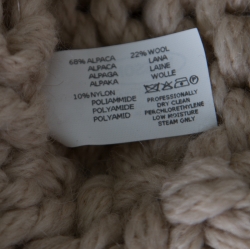 68% ALPACA 22% WOOL
ALPACA LANA
ALPAGA LAINE
ALPAKA WOLLE
10% NYLON
POLIAMMIDE PROFESSIONALLY
POLYAMIDE DRY CLEAN
POLYAMID PERCHLORETHYLENE
LOW MOISTURE
STEAM ONLY